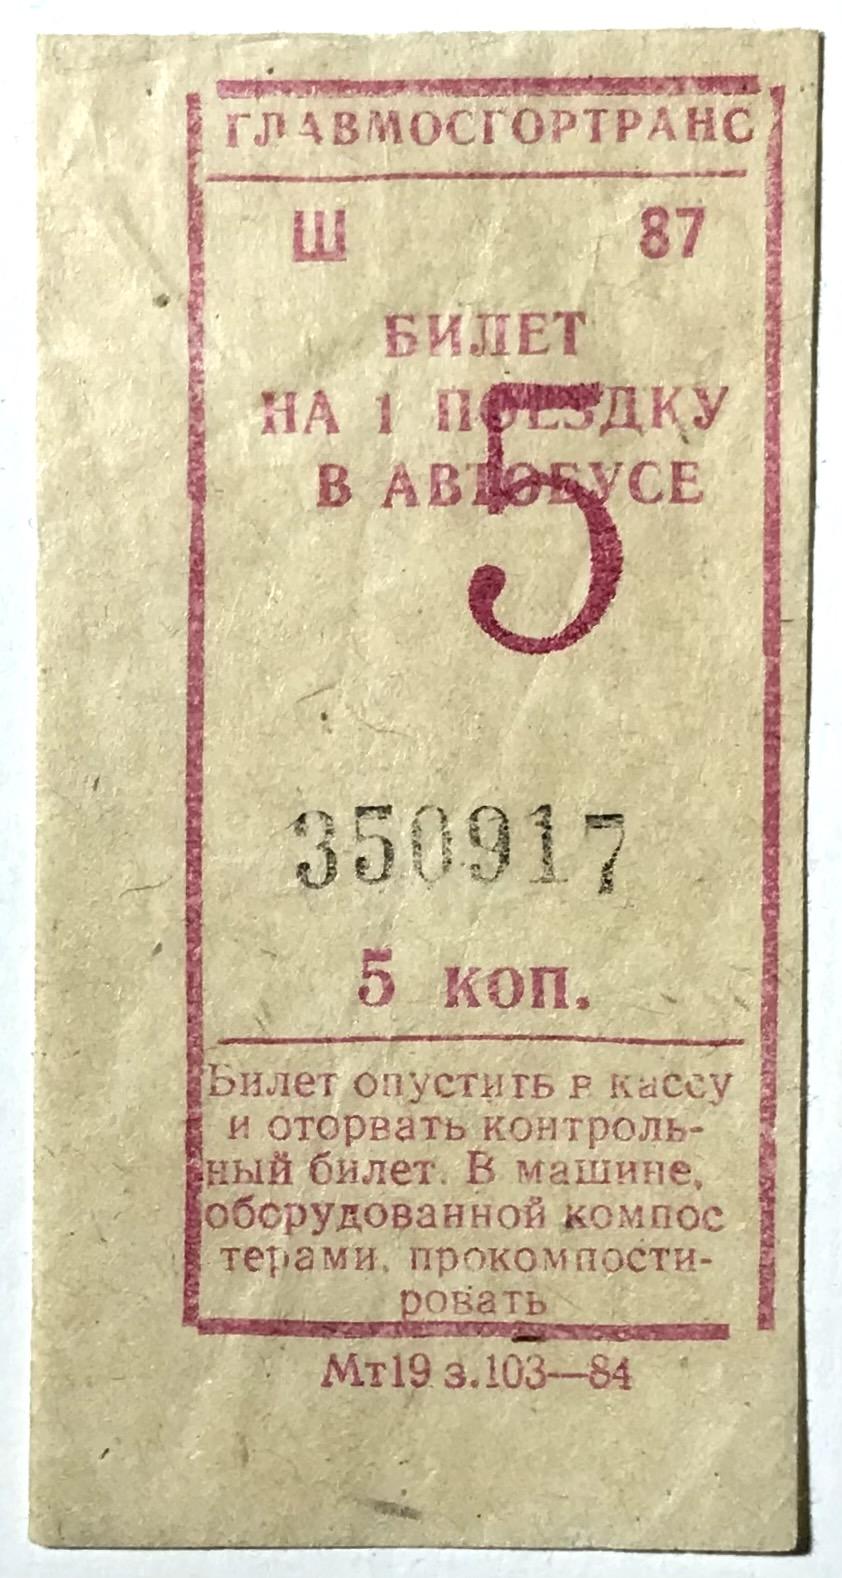 ГЛАВМОСГОРТРАНС
Ш 87
БИЛЕТ
НА 1 ПОЕЗДКУ
В АВТОБУСЕ
5
350917
5 КОП.
Билет опустить в кассу
и оторвать контроль-
ный билет. В машине,
оборудованной компос
терами, прокомпости-
ровать
Мт19 з.103—84